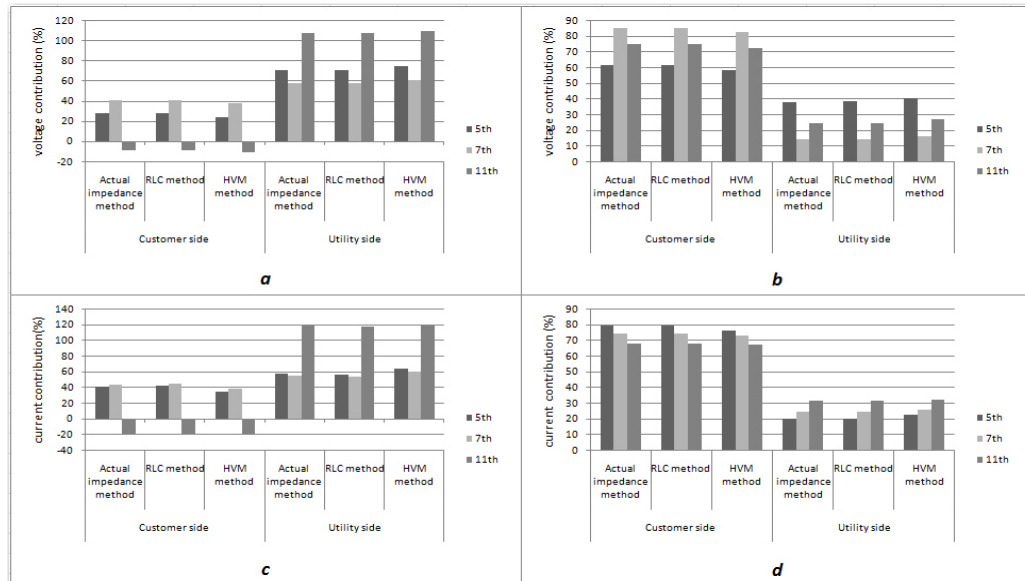 120
100
80
60
40
20
0
-20
voltage contribution (%)
5th
7th
11th
Actual impedance method
RLC method
HVM method
Actual impedance method
RLC method
HVM method
Customer side
Utility side
a
90
80
70
60
50
40
30
20
10
0
voltage contribution (%)
5th
7th
11th
Actual impedance method
RLC method
HVM method
Actual impedance method
RLC method
HVM method
Customer side
Utility side
b
140
120
100
80
60
40
20
0
-20
-40
current contribution(%)
5th
7th
11th
Actual impedance method
RLC method
HVM method
Actual impedance method
RLC method
HVM method
Customer side
Utility side
c
90
80
70
60
50
40
30
20
10
0
current contribution (%)
5th
7th
11th
Actual impedance method
RLC method
HVM method
Actual impedance method
RLC method
HVM method
Customer side
Utility side
d